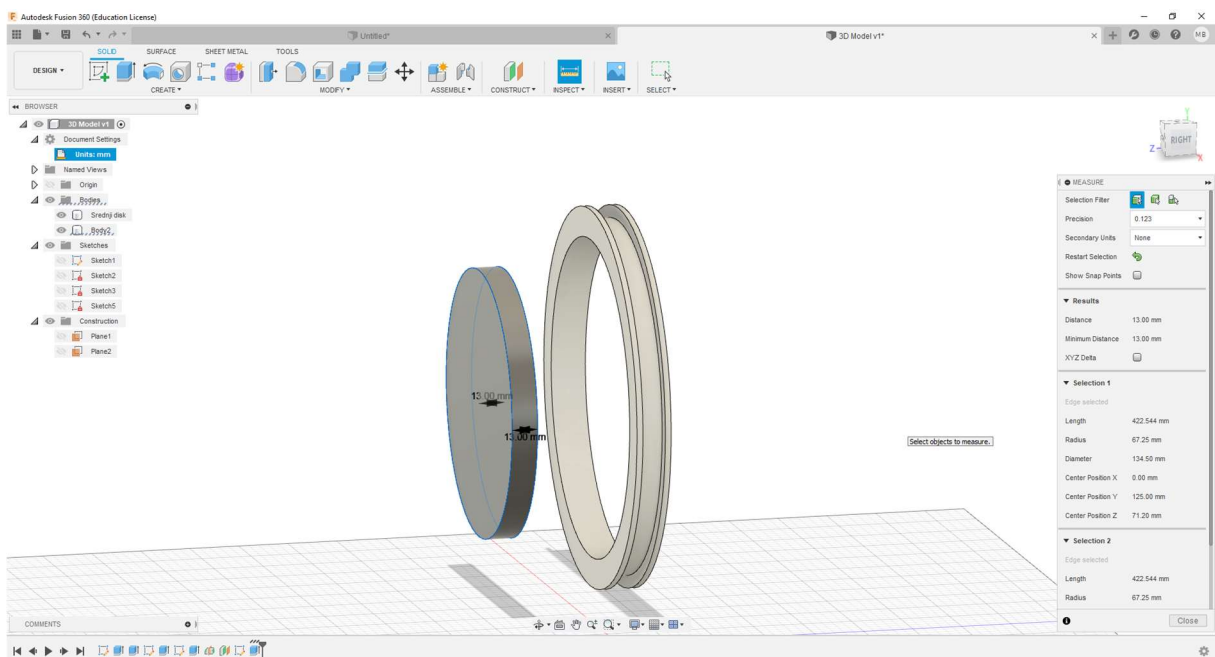 F Autodesk Fusion 360 (Education License)
Untitled*
3D Model v1*
MB
SOLID SURFACE SHEET METAL TOOLS
DESIGN
CREATE MODIFY ASSEMBLE CONSTRUCT INSPECT INSERT SELECT
BROWSER
3D Model v1
Document Settings
Units: mm
Named Views
Origin
Bodies
Srednji disk
Body2
Sketches
Sketch1
Sketch2
Sketch3
Sketch5
Construction
Plane1
Plane2
13.00 mm
13.00 mm
Select objects to measure.
Y
RIGHT
Z
X
MEASURE
Selection Filter
Precision 0.123
Secondary Units None
Restart Selection
Show Snap Points
Results
Distance 13.00 mm
Minimum Distance 13.00 mm
XYZ Delta
Selection 1
Edge selected
Length 422.544 mm
Radius 67.25 mm
Diameter 134.50 mm
Center Position X 0.00 mm
Center Position Y 125.00 mm
Center Position Z 71.20 mm
Selection 2
Edge selected
Length 422.544 mm
Radius 67.25 mm
Close
COMMENTS